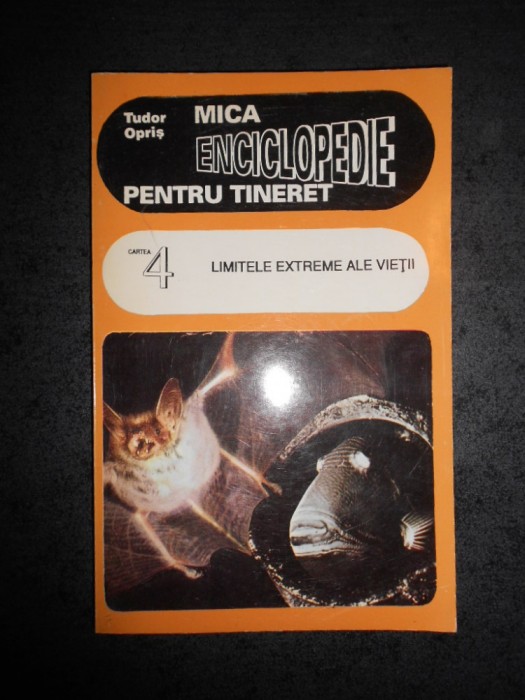 Tudor
Opriș
MICA
ENCICLOPEDIE
PENTRU TINERET
CARTEA
4
LIMITELE EXTREME ALE VIEȚII